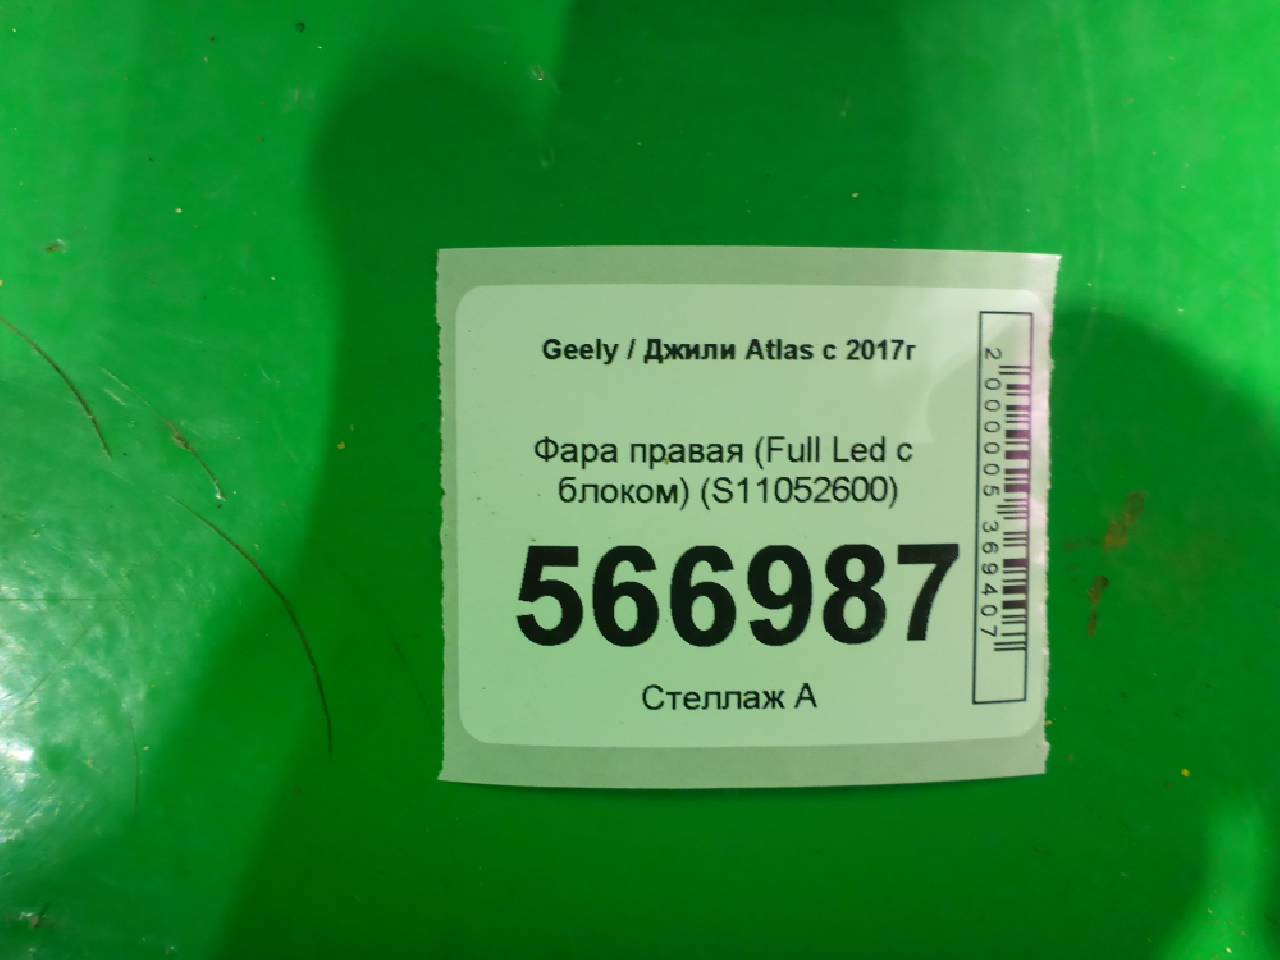 Geely / Джили Atlas с 2017г
Фара правая (Full Led с
блоком) (S11052600)
566987
Стеллаж А
2000005369407